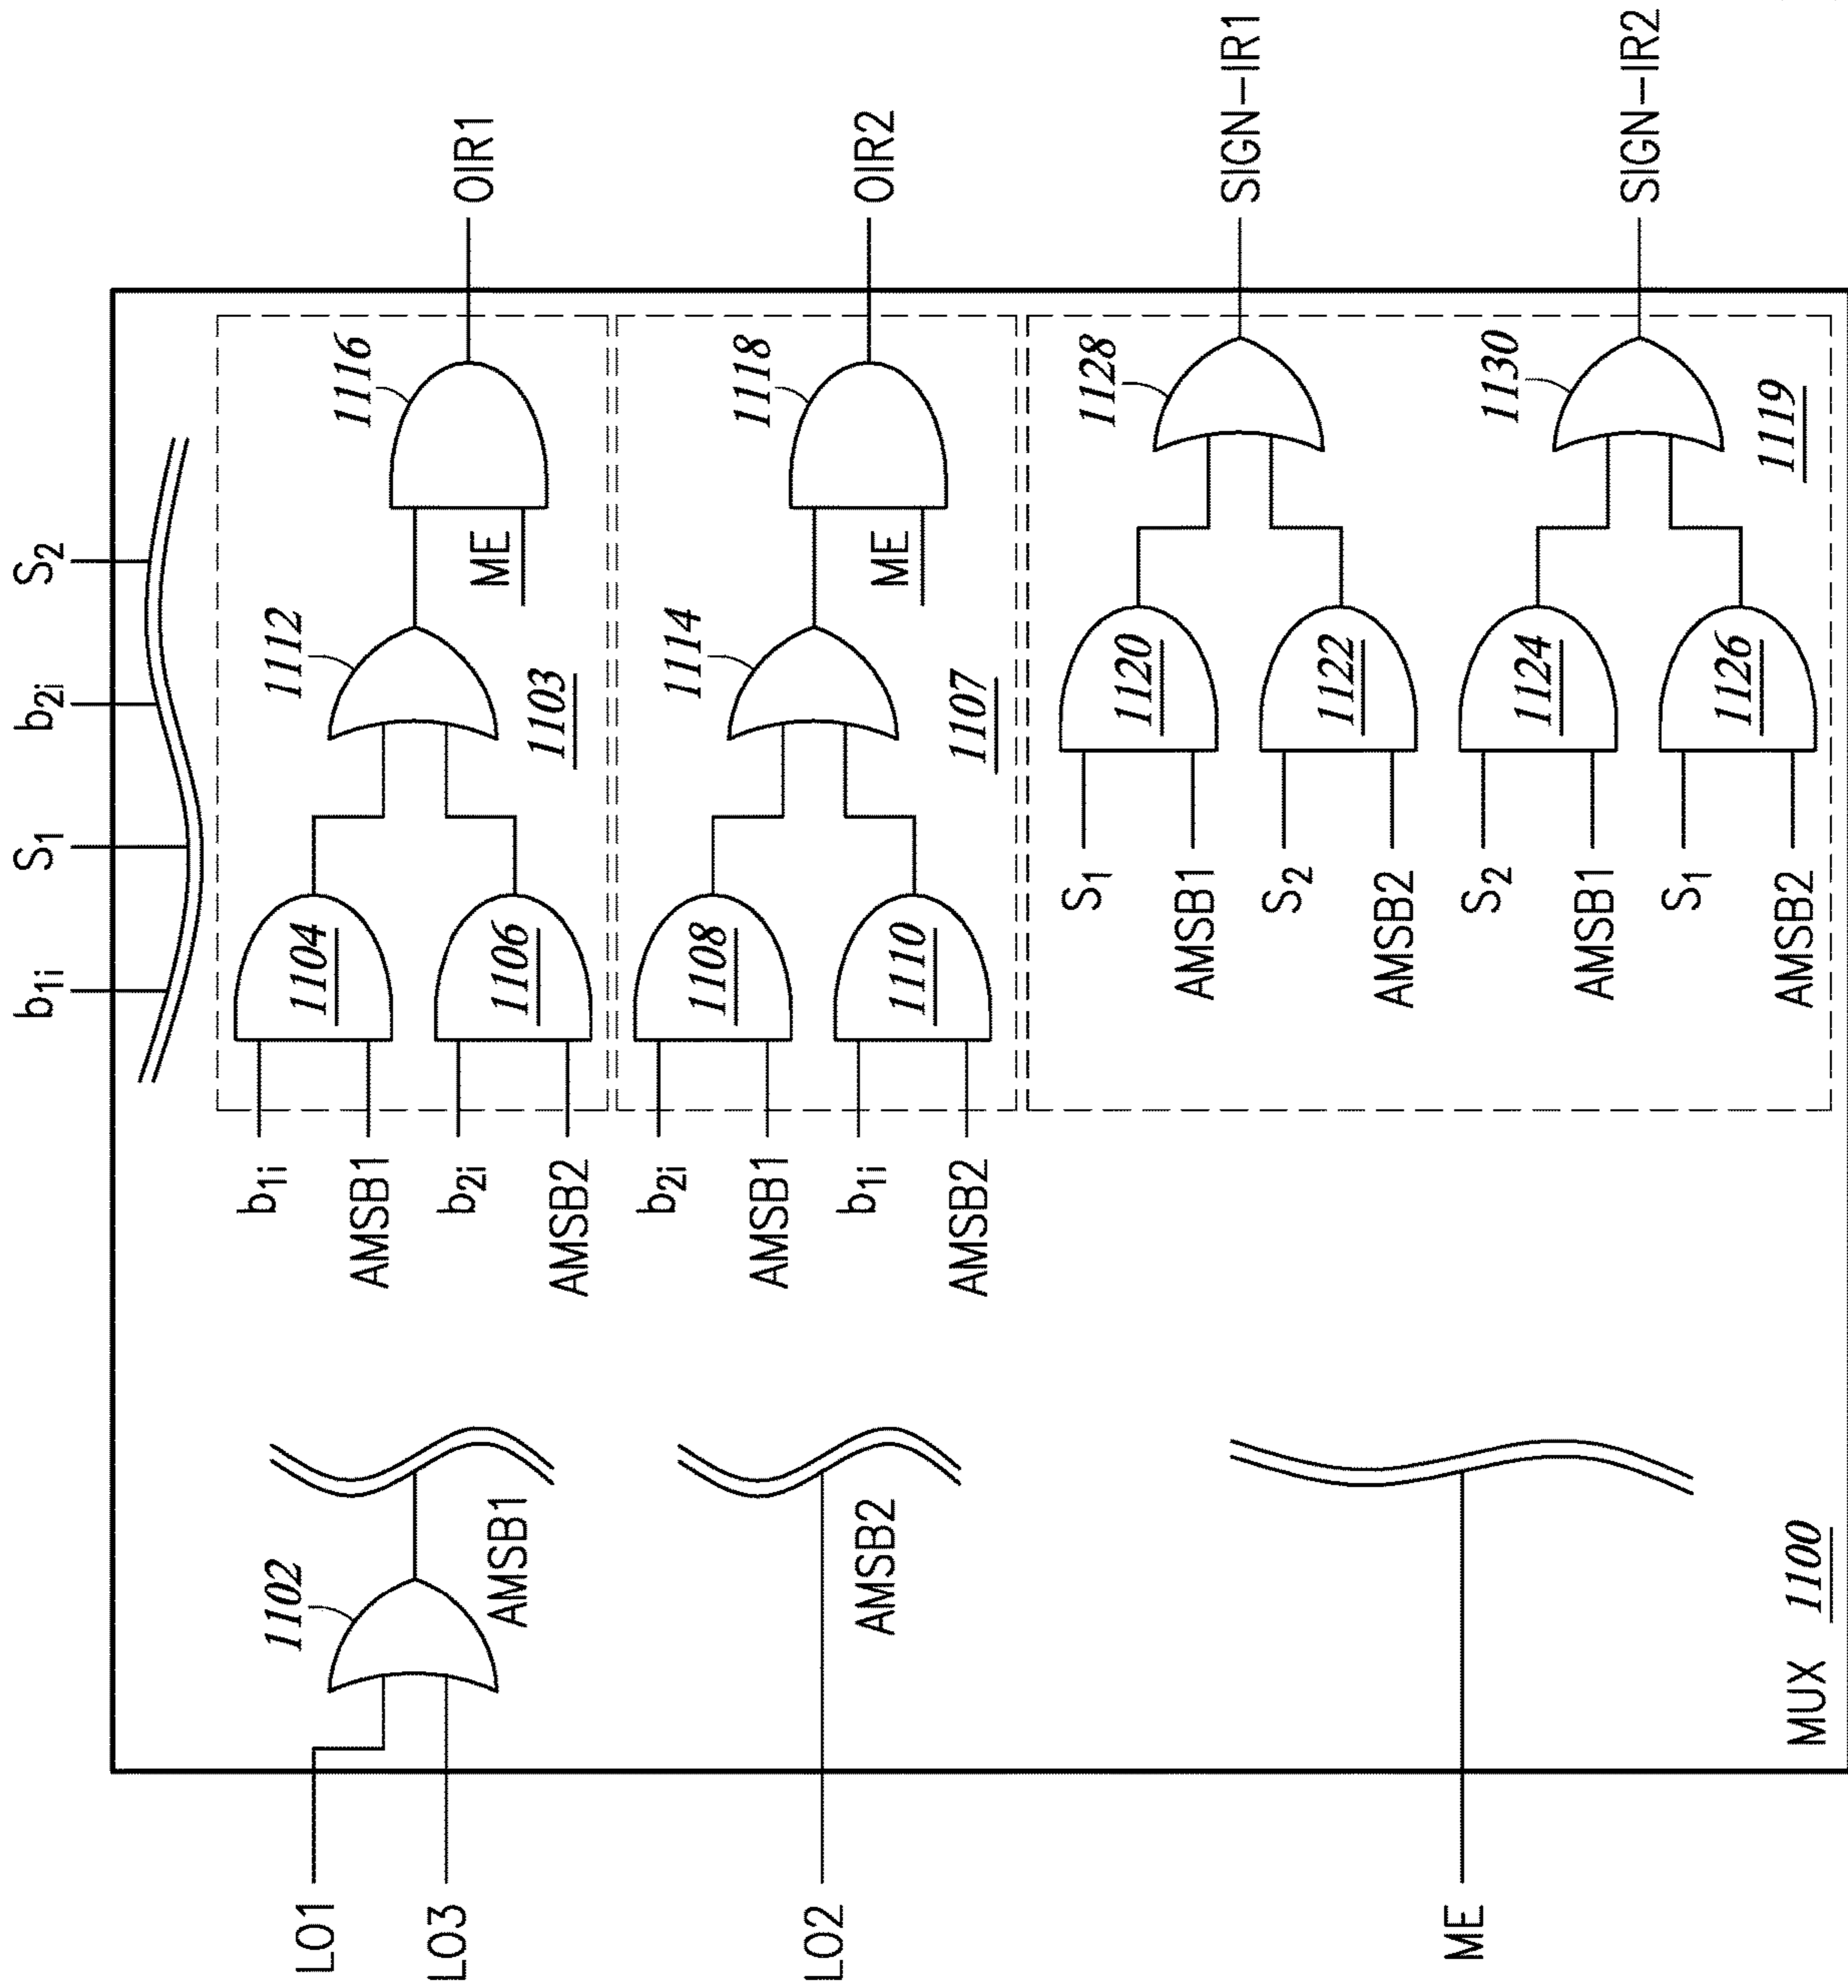 b1i
S1
b2i
S2
LO1
LO3
1102
AMSB1
LO2
AMSB2
ME
MUX 1100
b1i
AMSB1
1104
b2i
AMSB2
1106
1112
1103
ME
1116
OIR1
b2i
AMSB1
1108
b1i
AMSB2
1110
1114
1107
ME
1118
OIR2
S1
AMSB1
1120
S2
AMSB2
1122
1128
SIGN-IR1
S2
AMSB1
1124
S1
AMSB2
1126
1130
1119
SIGN-IR2